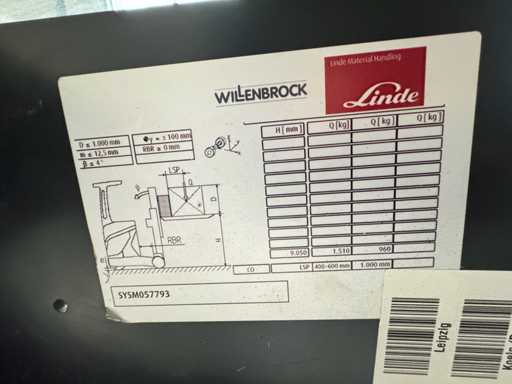 Linde Material Handling
Linde
WILLENBROCK
D ≤ 1.000 mm
m ≤ 12,5 mm
β ≤ 4°
y = ± 100 mm
RBR ≥ 0 mm
H [mm] Q [kg] Q [kg] Q [kg]
9.050 1.510 960
CO LSP 400-600 mm 1.000 mm
LSP
Q
D
H
RBR
SYSM057793
Leipzig